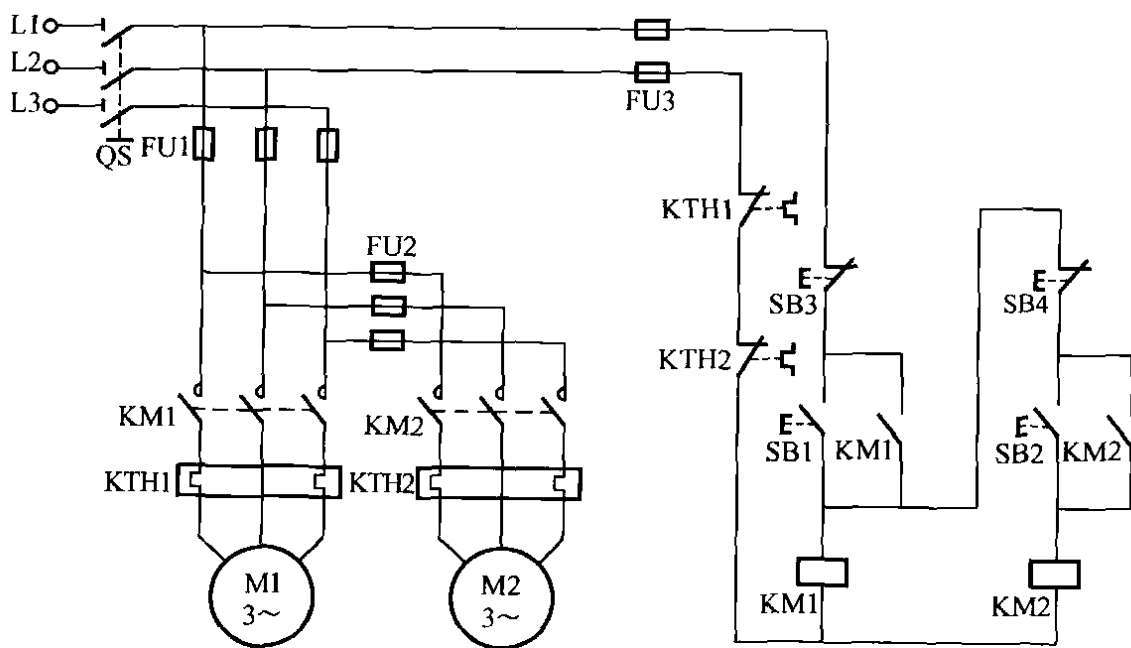 L1
L2
L3
QS
FU1
FU3
FU2
KTH1
SB3
SB4
KTH2
KM1
KM2
SB1
KM1
SB2
KM2
KTH1
KTH2
M1
3～
M2
3～
KM1
KM2